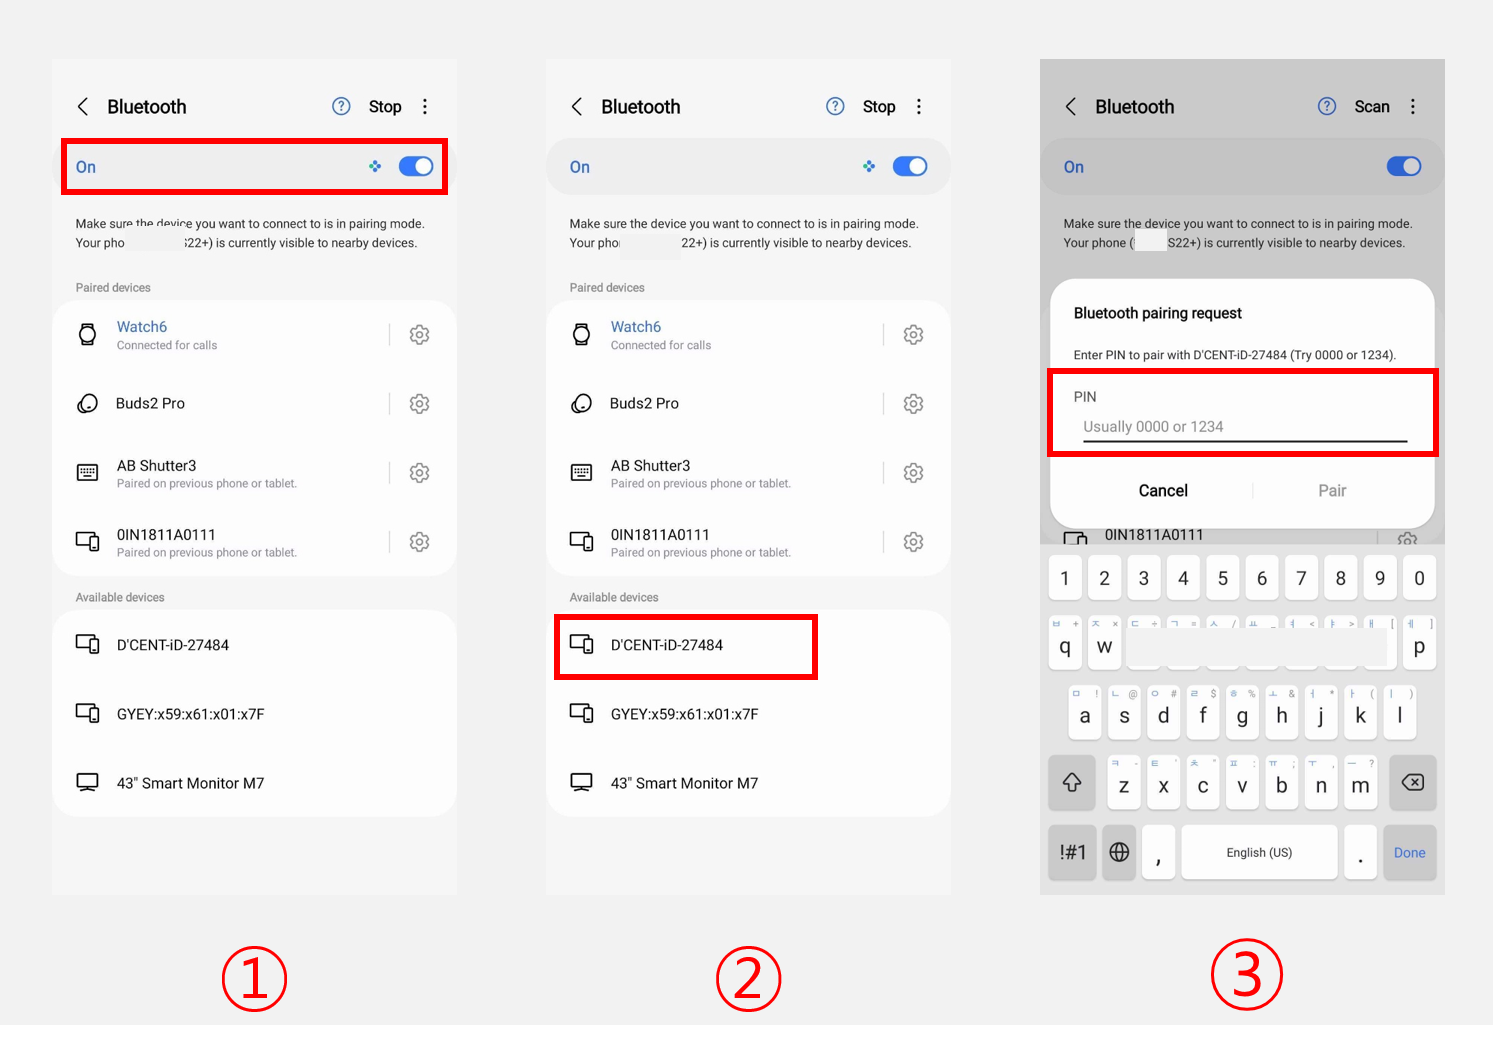 Bluetooth
Stop
On
Make sure the device you want to connect to is in pairing mode.
Your pho S22+) is currently visible to nearby devices.
Paired devices
Watch6
Connected for calls
Buds2 Pro
AB Shutter3
Paired on previous phone or tablet.
0IN1811A0111
Paired on previous phone or tablet.
Available devices
D'CENT-iD-27484
GYEY:x59:x61:x01:x7F
43" Smart Monitor M7
①
Bluetooth
Stop
On
Make sure the device you want to connect to is in pairing mode.
Your phon 22+) is currently visible to nearby devices.
Paired devices
Watch6
Connected for calls
Buds2 Pro
AB Shutter3
Paired on previous phone or tablet.
0IN1811A0111
Paired on previous phone or tablet.
Available devices
D'CENT-iD-27484
GYEY:x59:x61:x01:x7F
43" Smart Monitor M7
②
Bluetooth
Scan
On
Make sure the device you want to connect to is in pairing mode.
Your phone ( S22+) is currently visible to nearby devices.
Bluetooth pairing request
Enter PIN to pair with D'CENT-iD-27484 (Try 0000 or 1234).
PIN
Usually 0000 or 1234
Cancel Pair
0IN1811A0111
1 2 3 4 5 6 7 8 9 0
ㅂ + ㅈ × ㄷ ÷ ㄱ = ㅅ / ㅛ _ ㅕ < ㅑ > ㅐ [ ㅔ ]
q w p
ㅁ ! ㄴ @ ㅇ # ㄹ $ ㅎ % ㅗ & ㅓ * ㅏ ( ㅣ )
a s d f g h j k l
ㅋ - ㅌ ' ㅊ " ㅍ : ㅠ ; ㅜ , ㅡ ?
z x c v b n m
!#1 , English (US) . Done
③